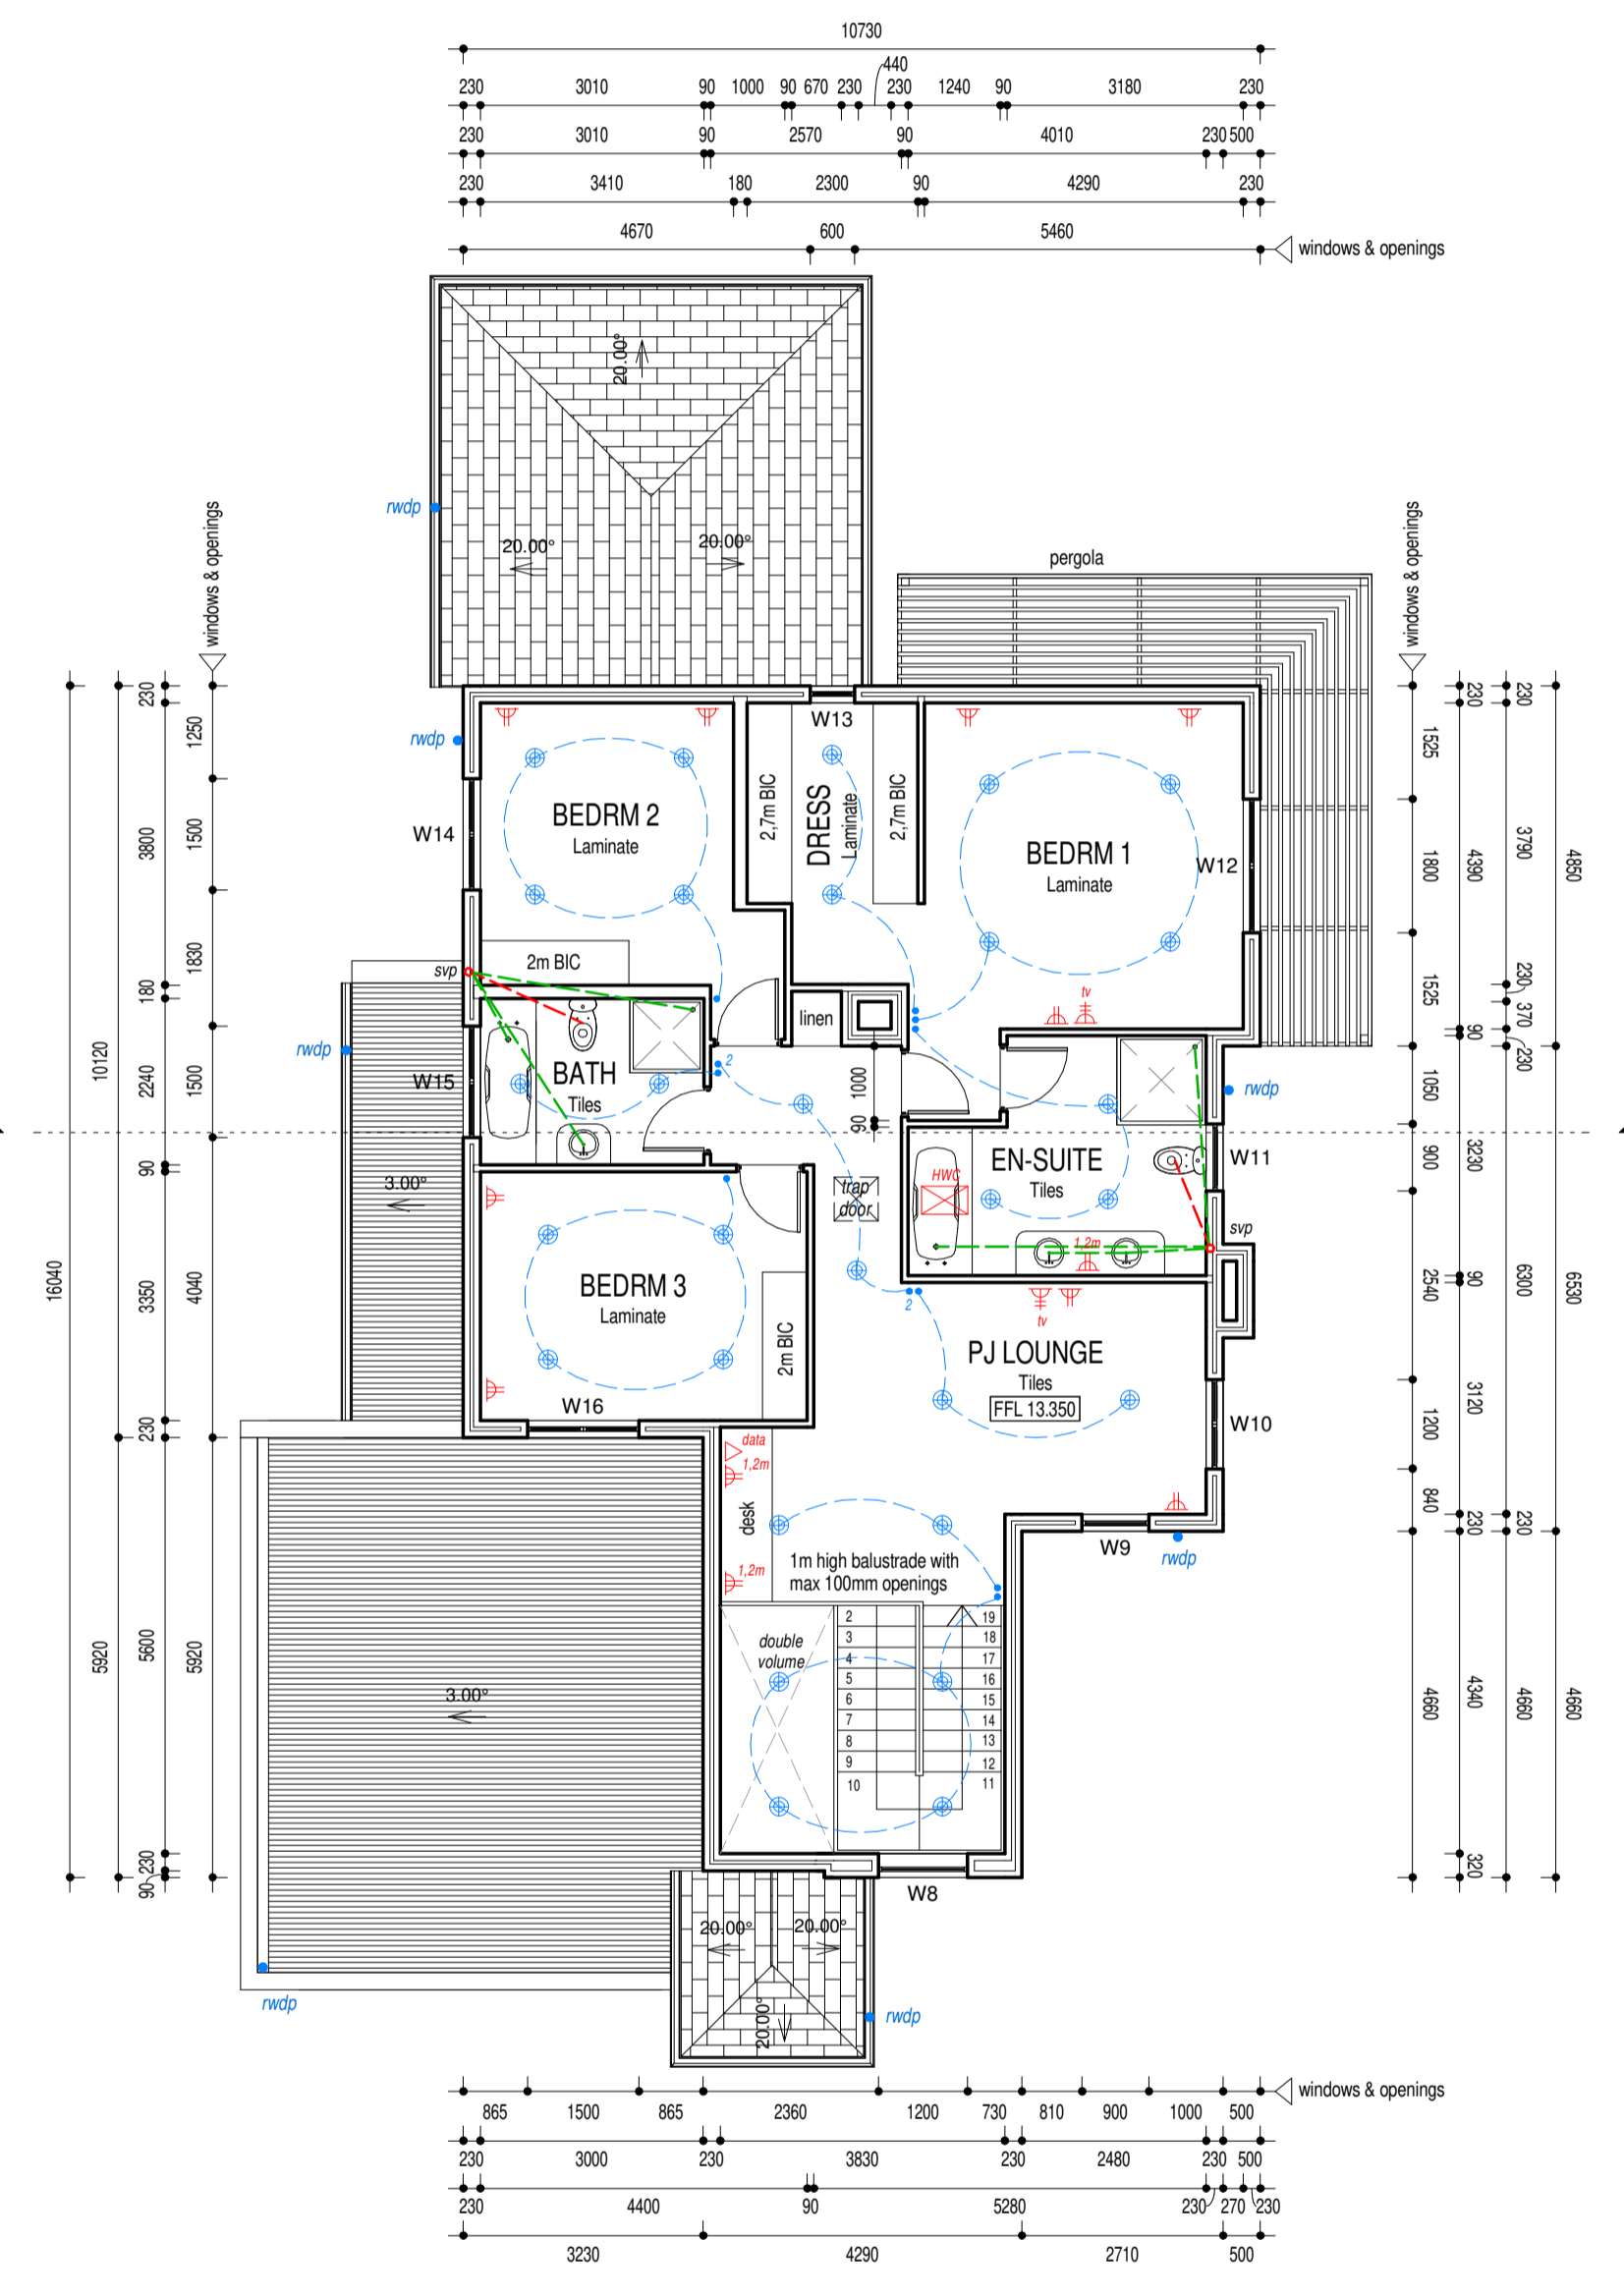 10730
440
230 3010 90 1000 90 670 230 230 1240 90 3180 230
230 3010 90 2570 90 4010 230 500
230 3410 180 2300 90 4290 230
4670 600 5460
windows & openings
20.00°
rwdp
20.00° 20.00°
pergola
windows & openings
windows & openings
16040
10120
5920
230
3800
180
2240
90
3350
230
5600
230
90
1250
1500
1830
1500
4040
5920
1525
1800
1525
1050
900
2540
1200
840
4660
230
4390
90
3230
90
3120
230
4340
320
230
3790
230
370
230
6300
230
4660
4850
6530
4660
rwdp
W13
W14
BEDRM 2
Laminate
2,7m BIC
DRESS
Laminate
2,7m BIC
BEDRM 1
Laminate
W12
svp
2m BIC
linen
tv
rwdp
W15
BATH
Tiles
2
1000
90
rwdp
3.00°
HWC
EN-SUITE
Tiles
W11
trap
door
svp
1,2m
BEDRM 3
Laminate
2m BIC
2
tv
PJ LOUNGE
Tiles
FFL 13.350
W10
W16
data
1,2m
desk
1,2m
1m high balustrade with
max 100mm openings
W9
rwdp
double
volume
2 19
3 18
4 17
5 16
6 15
7 14
8 13
9 12
10 11
3.00°
W8
20.00° 20.00°
20.00°
rwdp
rwdp
windows & openings
865 1500 865 2360 1200 730 810 900 1000 500
230 3000 230 3830 230 2480 230 500
230 4400 90 5280 230 270 230
3230 4290 2710 500